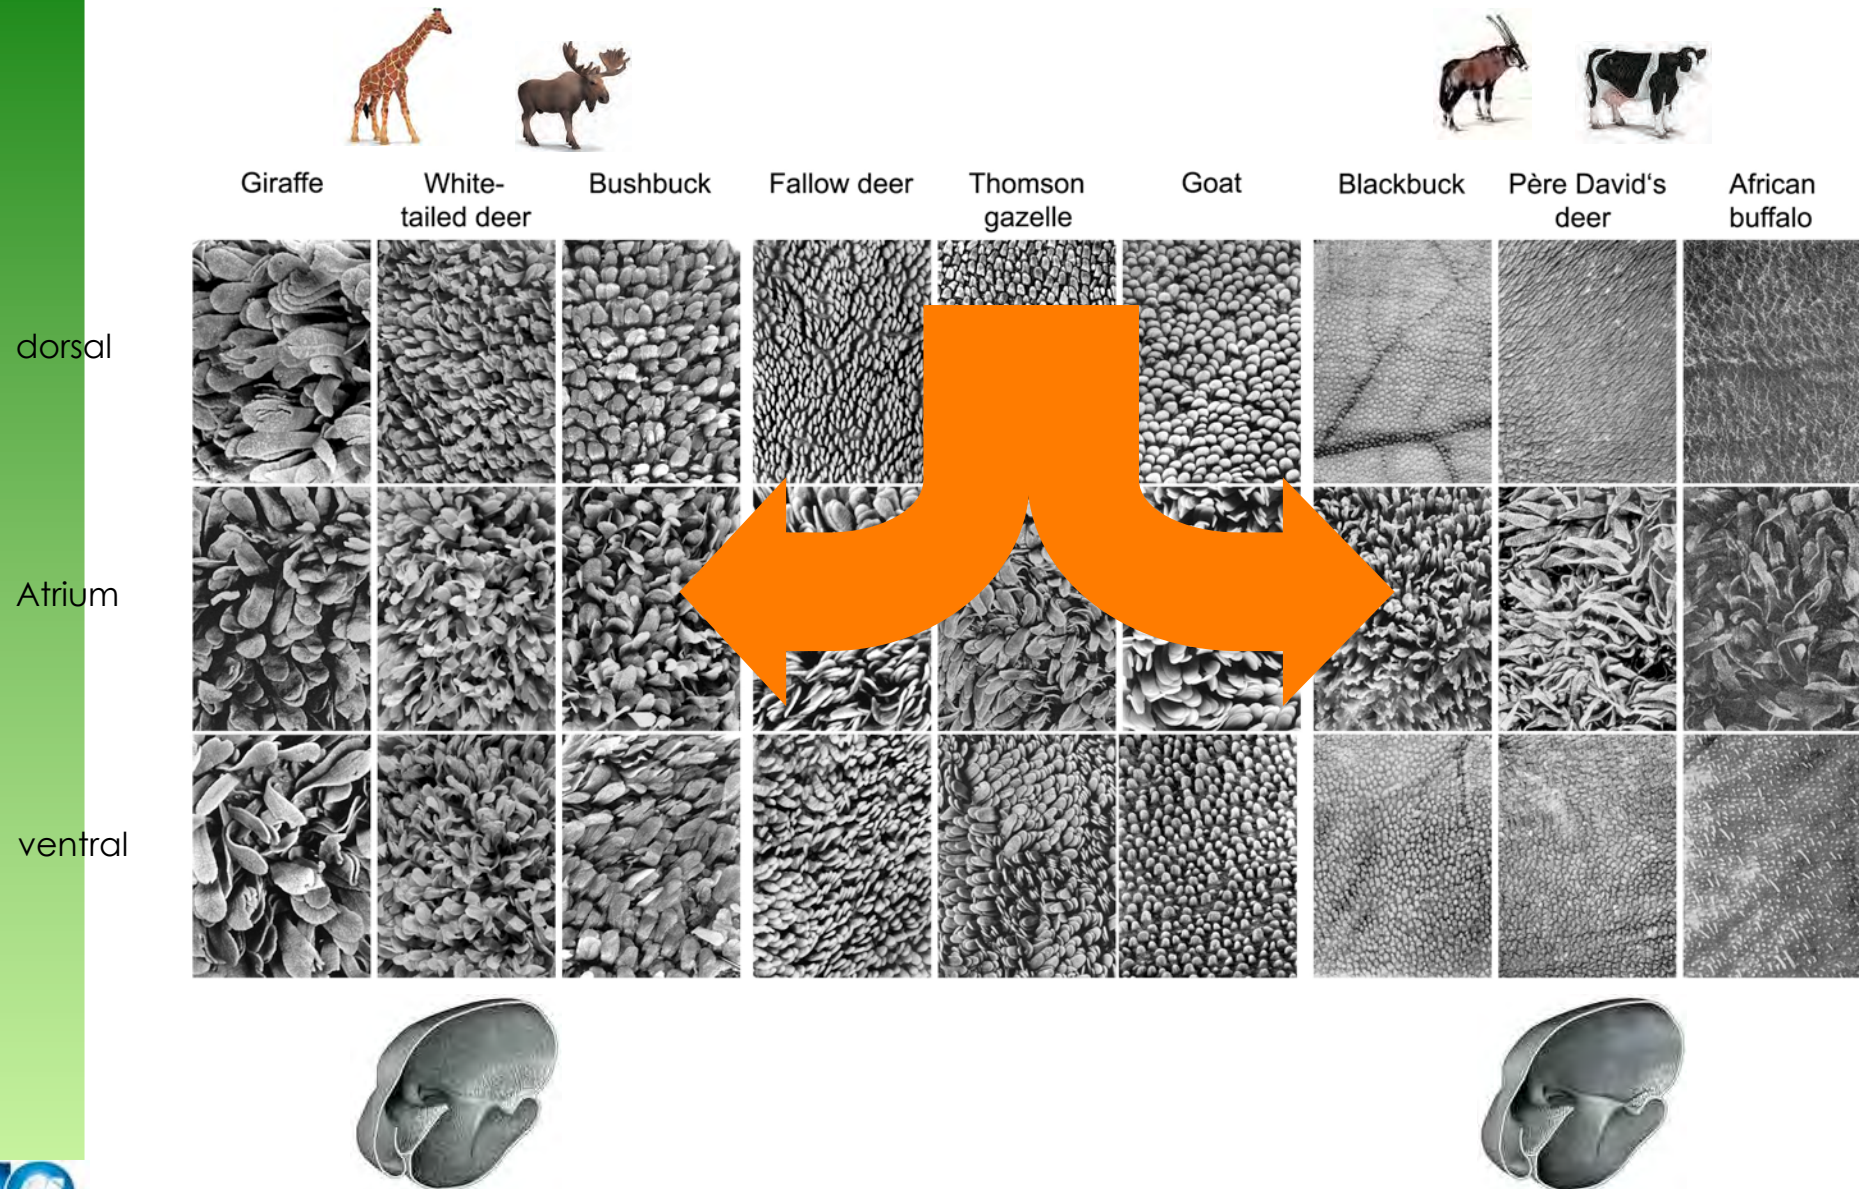 Giraffe
White-
tailed deer
Bushbuck
Fallow deer
Thomson
gazelle
Goat
Blackbuck
Père David‘s
deer
African
buffalo
dorsal
Atrium
ventral